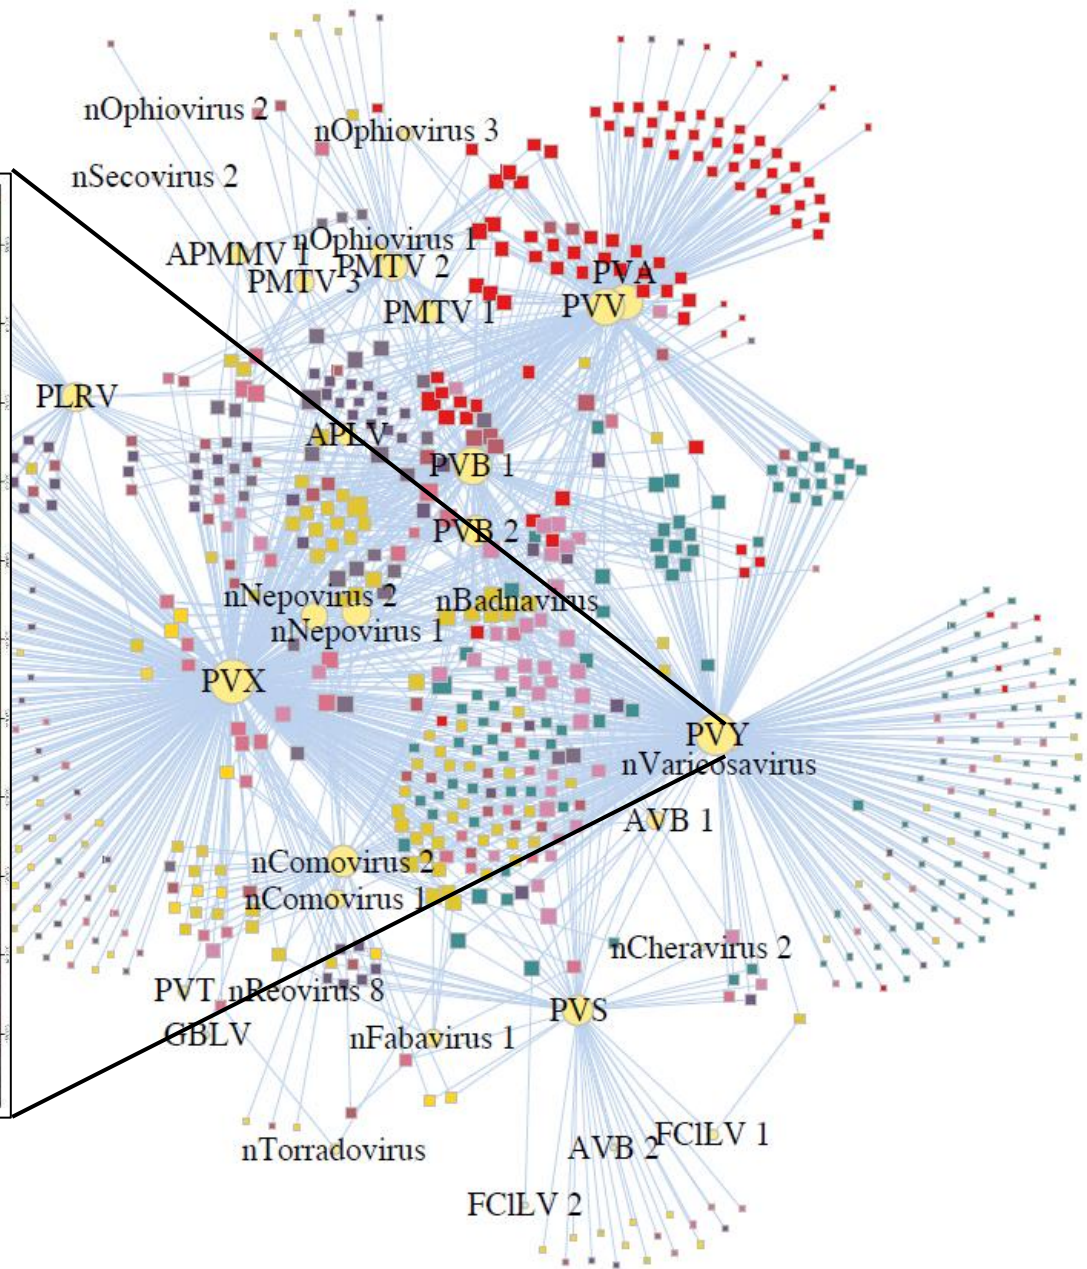 nOphiovirus 2
nOphiovirus 3
nSecovirus 2
nOphiovirus 1
APMMV 1
PMTV 2
PMTV 3
PVA
PVV
PMTV 1
PLRV
APLV
PVB 1
PVB 2
nNepovirus 2
nBadnavirus
nNepovirus 1
PVX
PVY
nVaricosavirus
AVB 1
nComovirus 2
nComovirus 1
nCheravirus 2
PVT
nReovirus 8
PVS
GBLV
nFabavirus 1
FClLV 1
AVB 2
nTorradovirus
FClLV 2